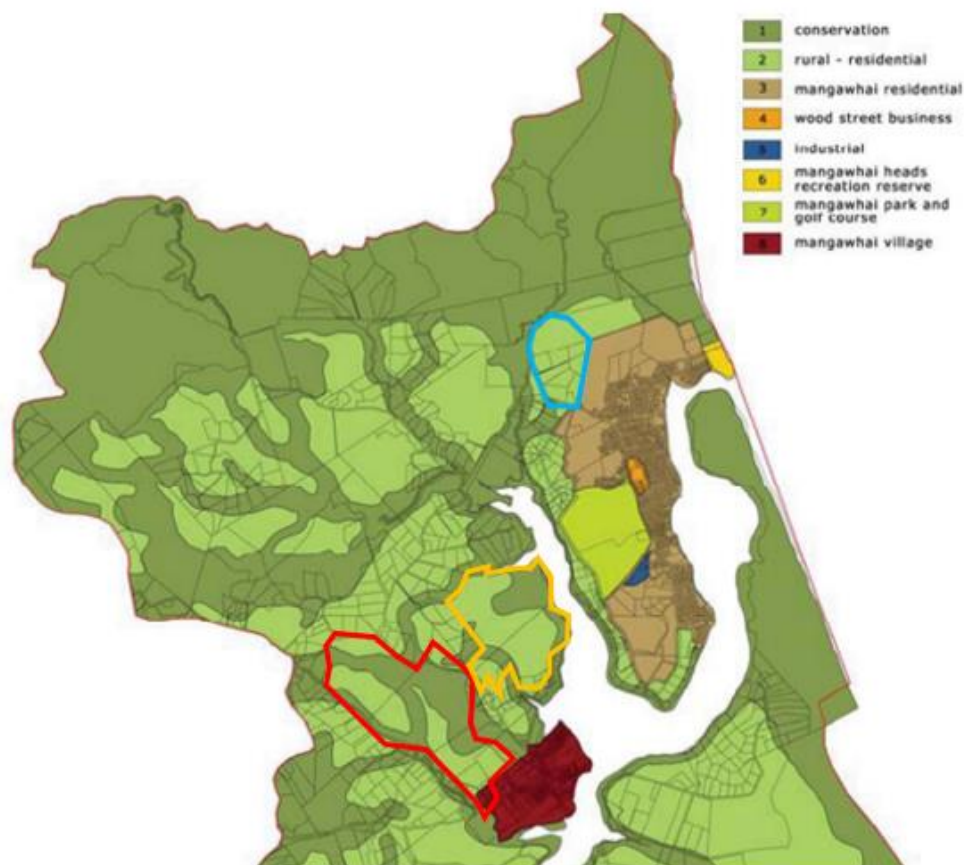 1 conservation
2 rural - residential
3 mangawhai residential
4 wood street business
5 industrial
6 mangawhai heads
recreation reserve
7 mangawhai park and
golf course
8 mangawhai village